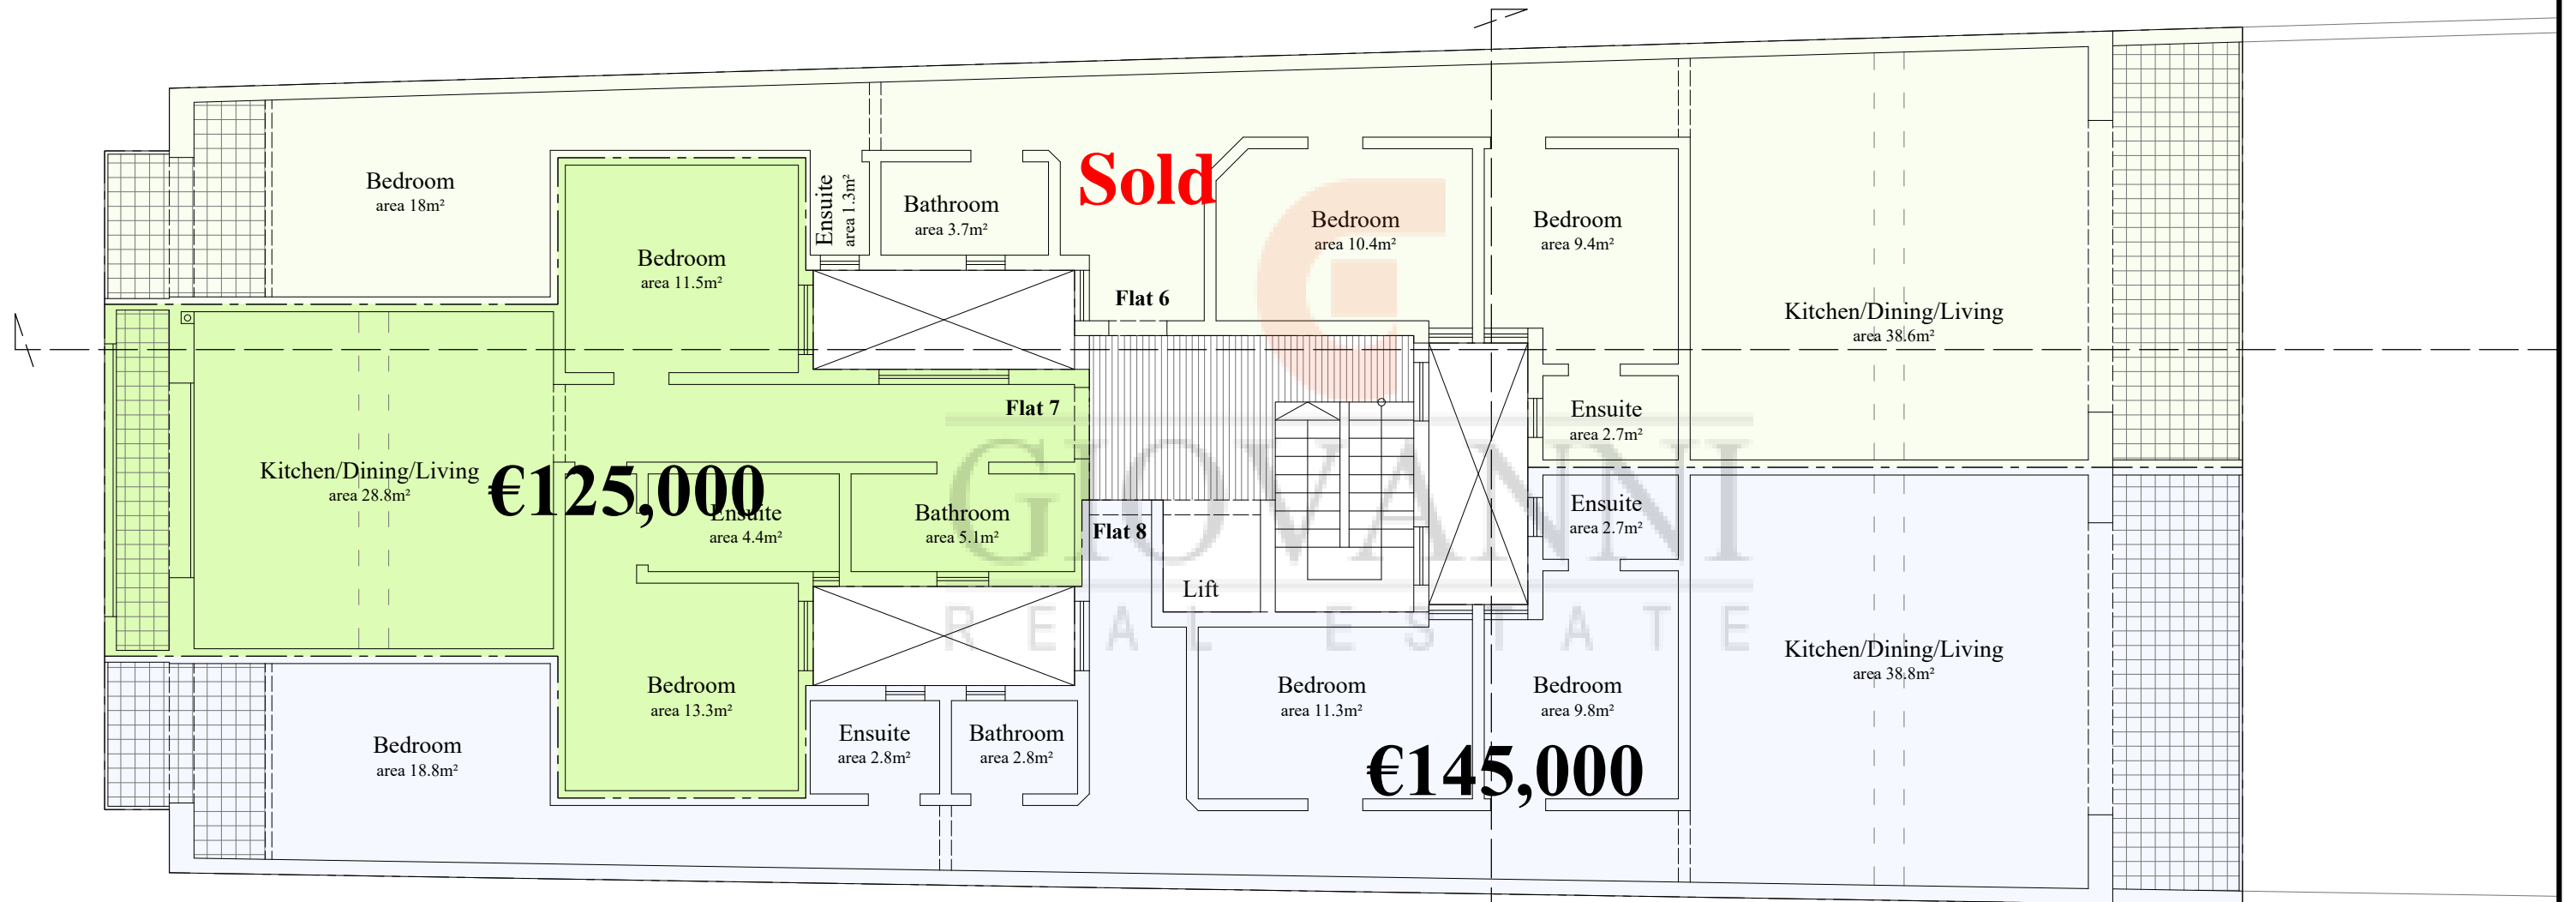 Bedroom
area 18m²
Ensuite
area 1.3m²
Bathroom
area 3.7m²
Sold
Bedroom
area 10.4m²
Bedroom
area 9.4m²
Kitchen/Dining/Living
area 38.6m²
Bedroom
area 11.5m²
Flat 6
Flat 7
Ensuite
area 2.7m²
Kitchen/Dining/Living
area 28.8m²
€125,000
Ensuite
area 4.4m²
Bathroom
area 5.1m²
Flat 8
Lift
GIOVANNI
REAL ESTATE
Ensuite
area 2.7m²
Kitchen/Dining/Living
area 38.8m²
Bedroom
area 13.3m²
Bedroom
area 11.3m²
Bedroom
area 9.8m²
Bedroom
area 18.8m²
Ensuite
area 2.8m²
Bathroom
area 2.8m²
€145,000